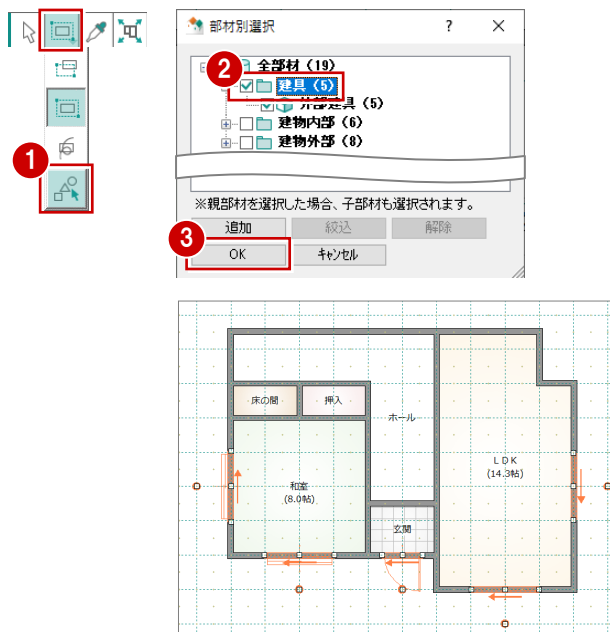 部材別選択 ? ×
2
全部材（19）
建具（5）
外部建具（5）
建物内部（6）
建物外部（8）
1
※親部材を選択した場合、子部材も選択されます。
追加 絞込 解除
3
OK ｷｬﾝｾﾙ
床の間 押入
ホール
ＬＤＫ
(14.3帖)
和室
(8.0帖)
玄関